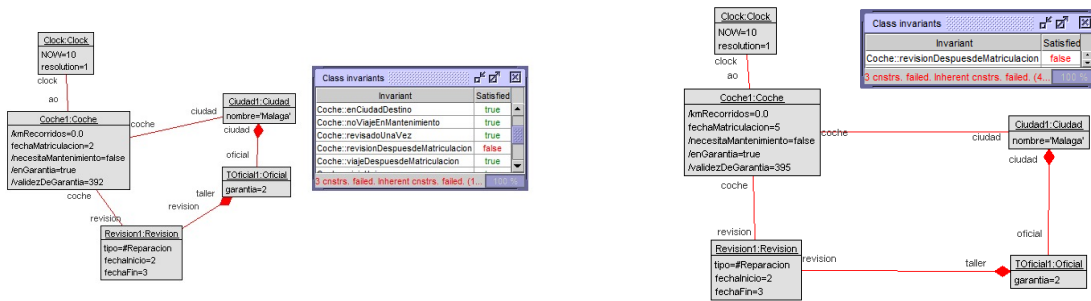 Clock:Clock
NOW=10
resolution=1
clock
ao
Coche1:Coche
/kmRecorridos=0.0
fechaMatriculacion=2
/necesitaMantenimiento=false
/enGarantia=true
/validezDeGarantia=392
coche
ciudad
Ciudad1:Ciudad
nombre='Malaga'
ciudad
oficial
TOficial1:Oficial
garantia=2
taller
revision
coche
revision
Revision1:Revision
tipo=#Reparacion
fechaInicio=2
fechaFin=3
Class invariants
Invariant Satisfied
Coche::enCiudadDestino true
Coche::noViajeEnMantenimiento true
Coche::revisadoUnaVez true
Coche::revisionDespuesdeMatriculacion false
Coche::viajeDespuesdeMatriculacion true
3 cnstrs. failed. Inherent cnstrs. failed. (1... 100 %
Clock:Clock
NOW=10
resolution=1
clock
ao
Coche1:Coche
/kmRecorridos=0.0
fechaMatriculacion=5
/necesitaMantenimiento=false
/enGarantia=true
/validezDeGarantia=395
coche
ciudad
Ciudad1:Ciudad
nombre='Malaga'
ciudad
coche
revision
oficial
Revision1:Revision
tipo=#Reparacion
fechaInicio=2
fechaFin=3
revision
taller
TOficial1:Oficial
garantia=2
Class invariants
Invariant Satisfied
Coche::revisionDespuesdeMatriculacion false
3 cnstrs. failed. Inherent cnstrs. failed. (4... 100 %